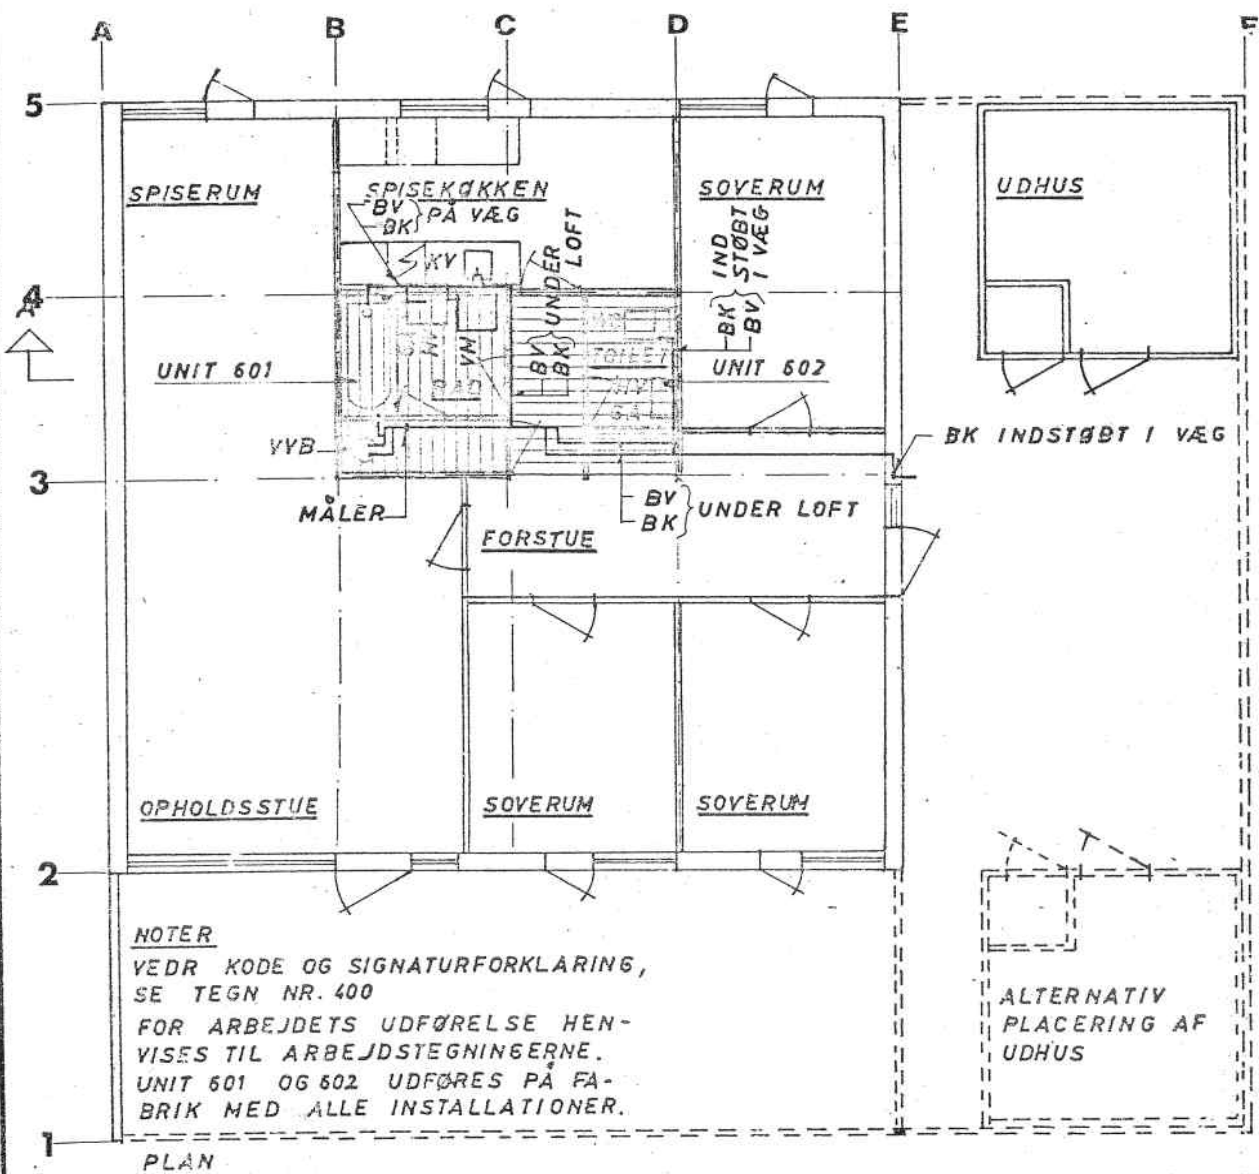 A B C D E F
5
SPISERUM
SPISEKØKKEN
BV
BK
PÅ VÆG
SOVERUM
UDHUS
KV
UNDER
LOFT
IND
STØBT
I VÆG
4
A
BK
BV
BV
BK
VM
TOILET
UNIT 601
BAD
UNIT 602
VVB
BK INDSTØBT I VÆG
3
MÅLER
BV
BK
UNDER LOFT
FORSTUE
OPHOLDSSTUE
SOVERUM
SOVERUM
2
NOTER
VEDR KODE OG SIGNATURFORKLARING,
SE TEGN NR. 400
FOR ARBEJDETS UDFØRELSE HEN-
VISES TIL ARBEJDSTEGNINGERNE.
UNIT 601 OG 602 UDFØRES PÅ FA-
BRIK MED ALLE INSTALLATIONER.
ALTERNATIV
PLACERING AF
UDHUS
1
PLAN